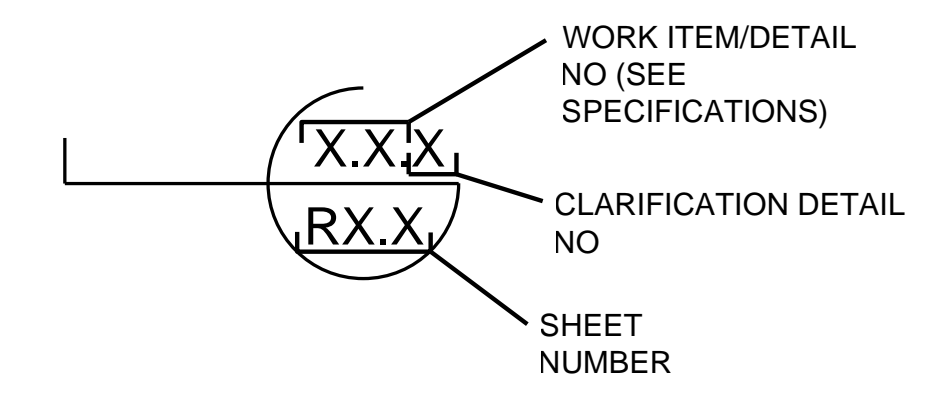 WORK ITEM/DETAIL
NO (SEE
SPECIFICATIONS)
X.X.X
RX.X
CLARIFICATION DETAIL
NO
SHEET
NUMBER